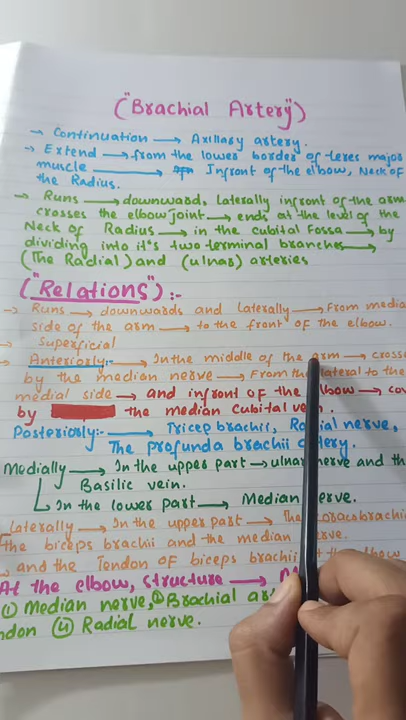 ("Brachial Artery")
→ Continuation → Axillary artery.
→ Extend → from the lower border of teres major
muscle → Infront of the elbow, Neck of
the Radius.
→ Runs → downward, laterally infront of the arm
crosses the elbow joint → ends at the level of the
Neck of Radius → in the cubital Fossa → by
dividing into it's two terminal branches →
(The Radial) and (ulnar) arteries
("Relations") :-
→ Runs → downwards and laterally → From media
side of the arm → to the front of the elbow.
→ Superficial
→ Anteriorly:- → In the middle of the arm → crosse
by the median nerve → From the lateral to the
medial side → and infront of the elbow → cov
by the median cubital
Posteriorly:- → Tricep brachii, nerve,
The profunda brachii artery.
Medially → In the upper part → ulnar nerve and th
Basilic vein.
In the lower part → Median nerve.
laterally → In the upper part → The coracobrachi
the biceps brachii and the median nerve.
and the Tendon OF biceps brachii at the elbow
At the elbow, structure →
① Median nerve, ② Brachial
ndon ④ Radial nerve.